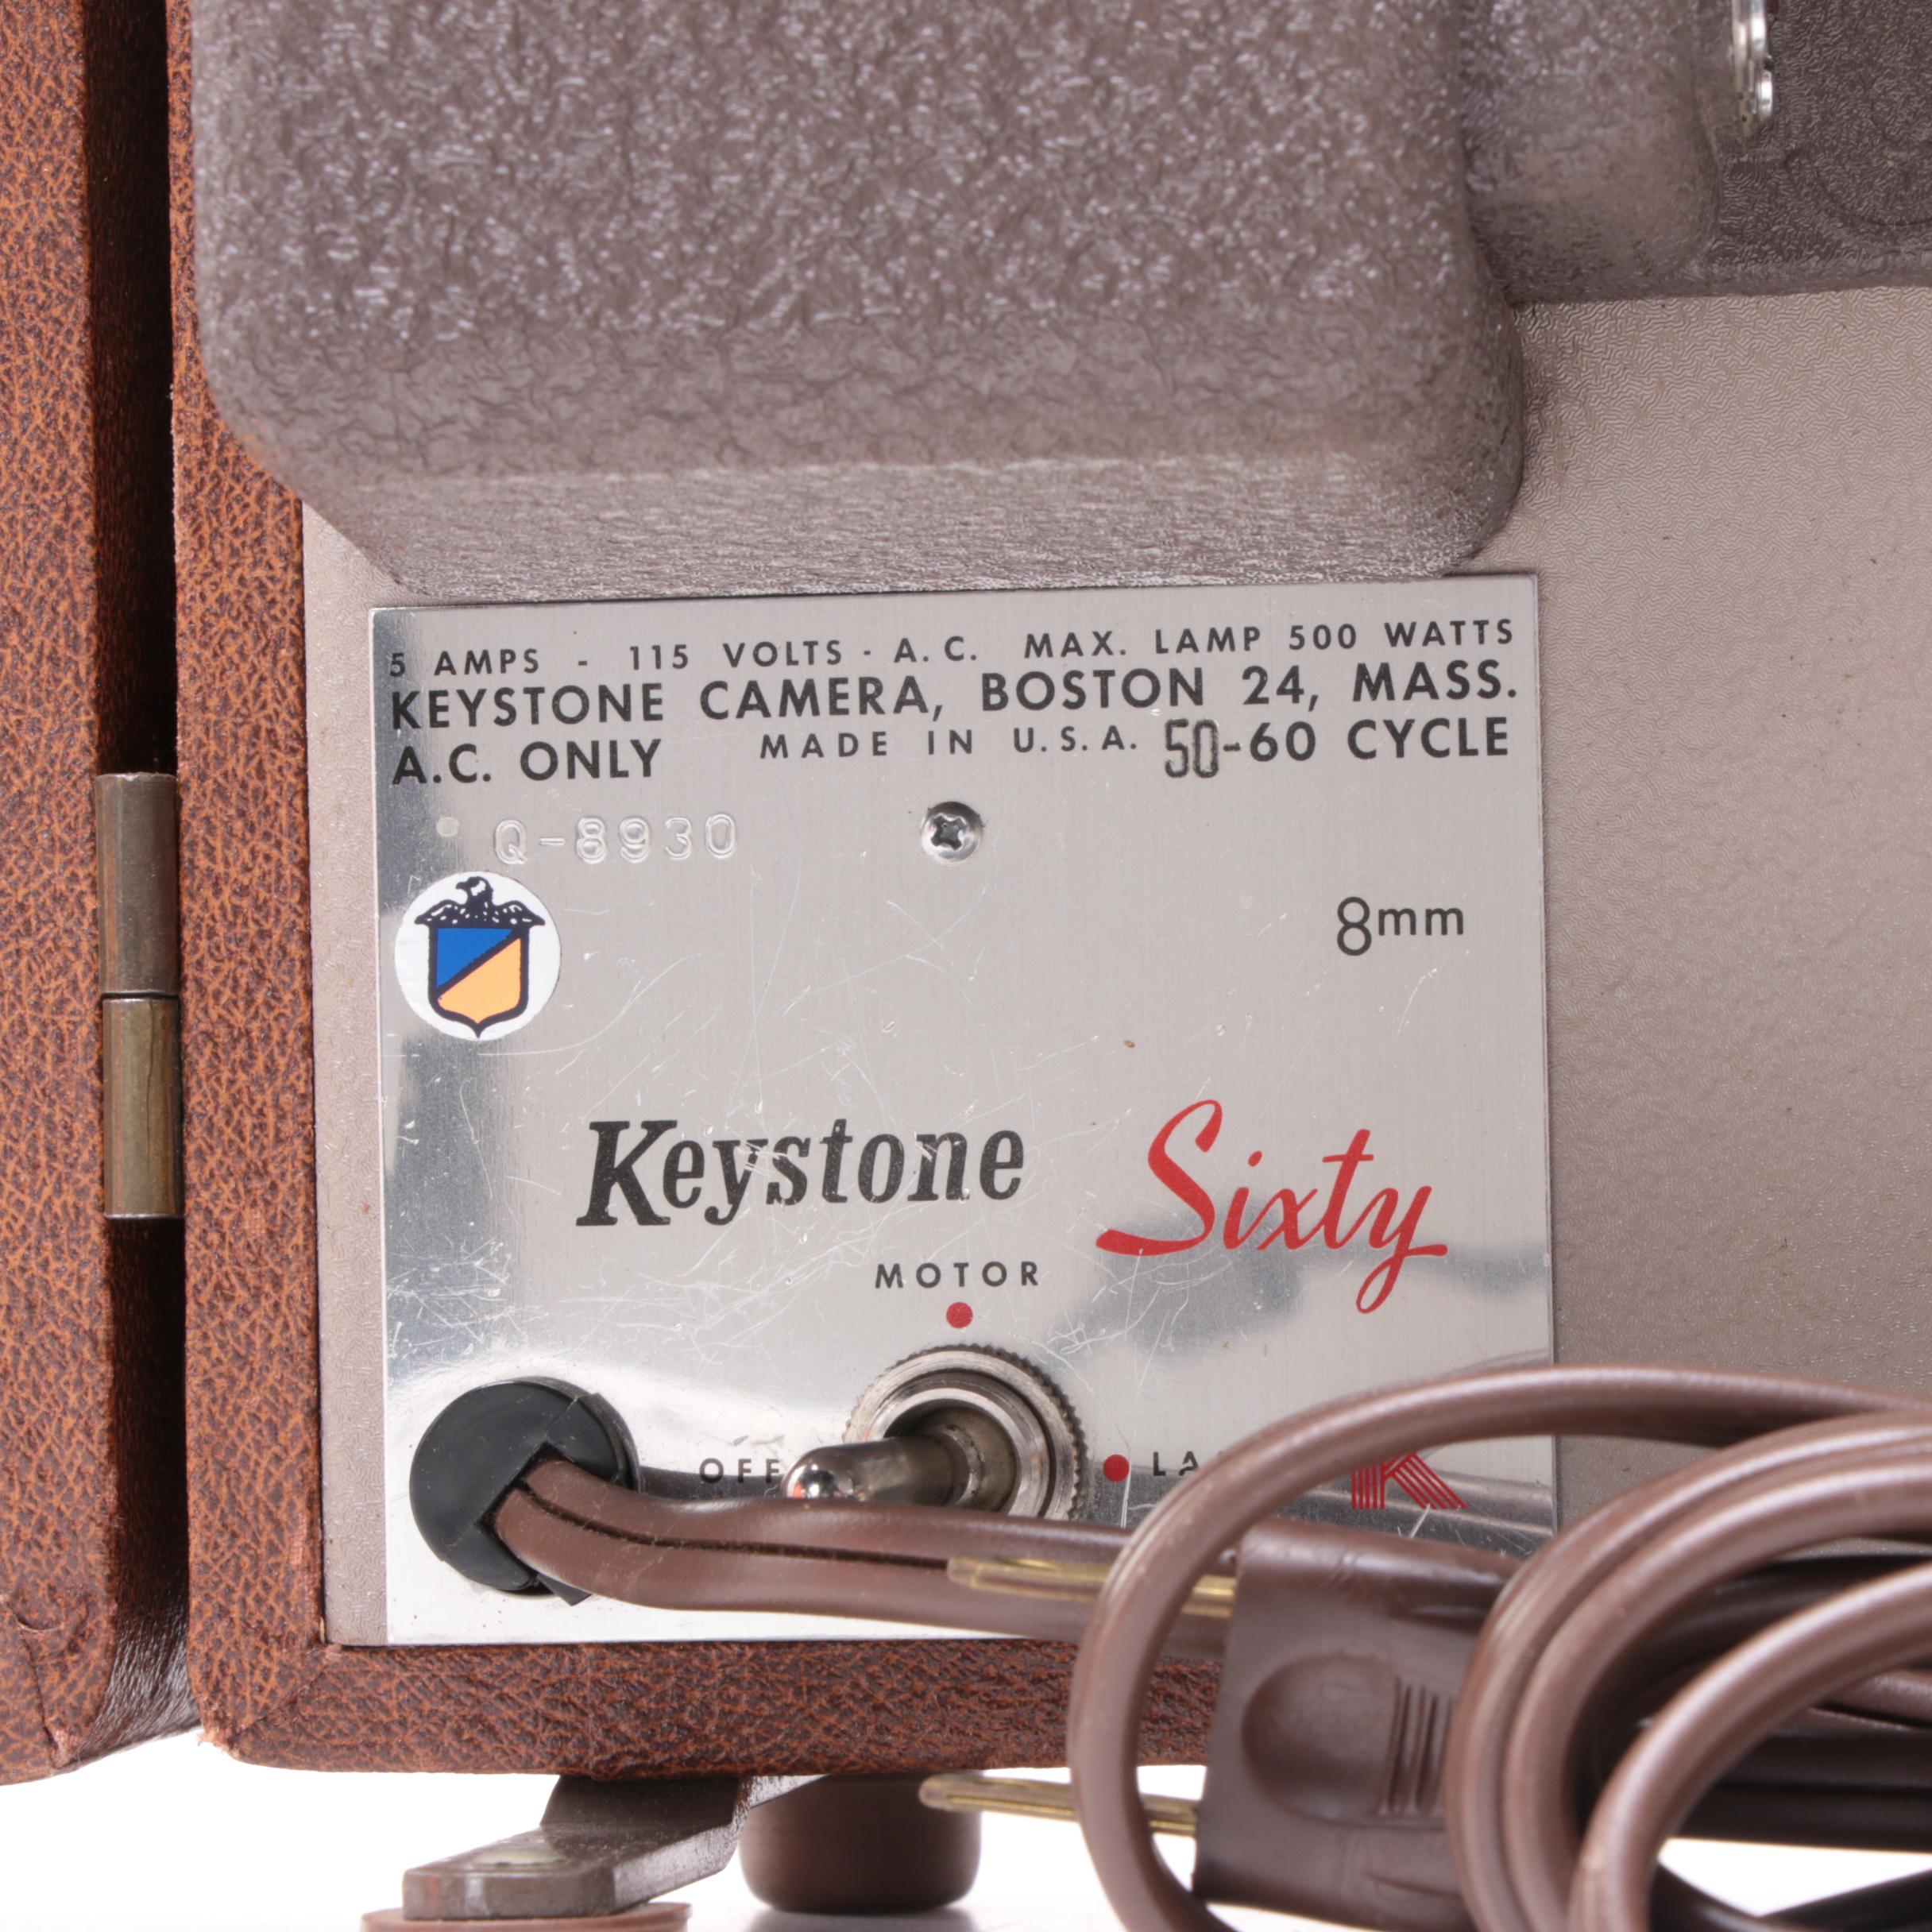 5 AMPS - 115 VOLTS - A.C. MAX. LAMP 500 WATTS
KEYSTONE CAMERA, BOSTON 24, MASS.
A.C. ONLY MADE IN U.S.A. 50-60 CYCLE
Q-8930
8mm
Keystone Sixty
MOTOR
OFF
K